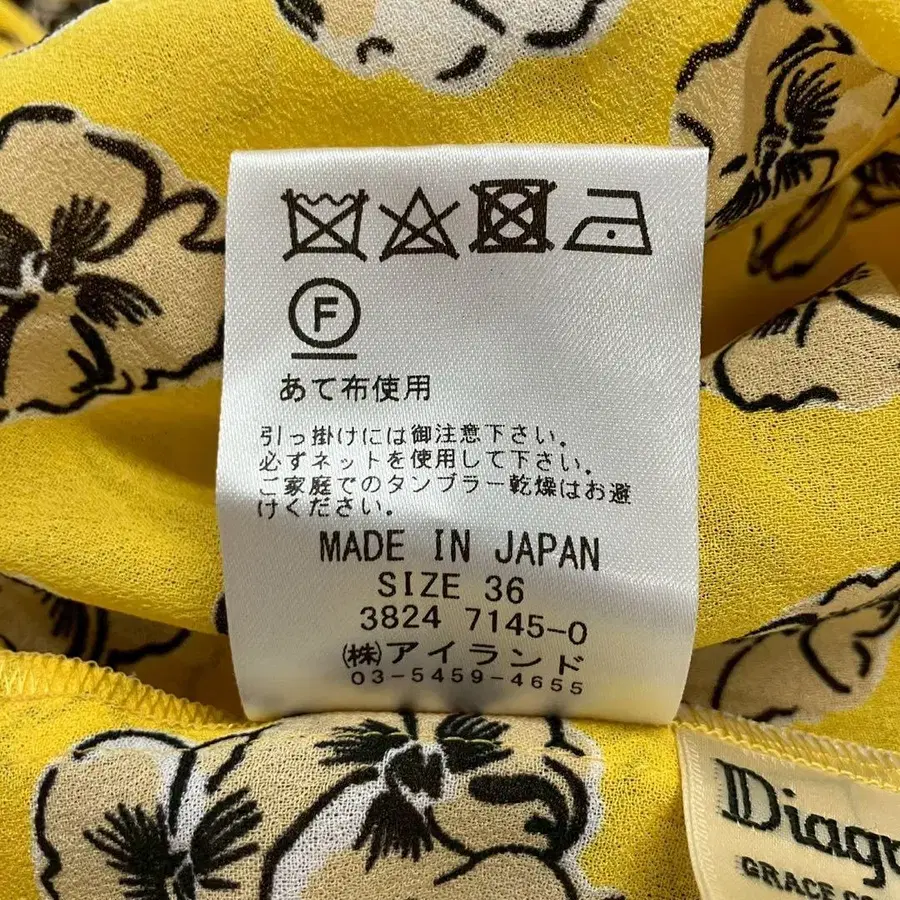 F
あて布使用
引っ掛けには御注意下さい。
必ずネットを使用して下さい。
ご家庭でのタンブラー乾燥はお避
けください。
MADE IN JAPAN
SIZE 36
3824 7145-0
㈱アイランド
03-5459-4655
Diagr
GRACE CO